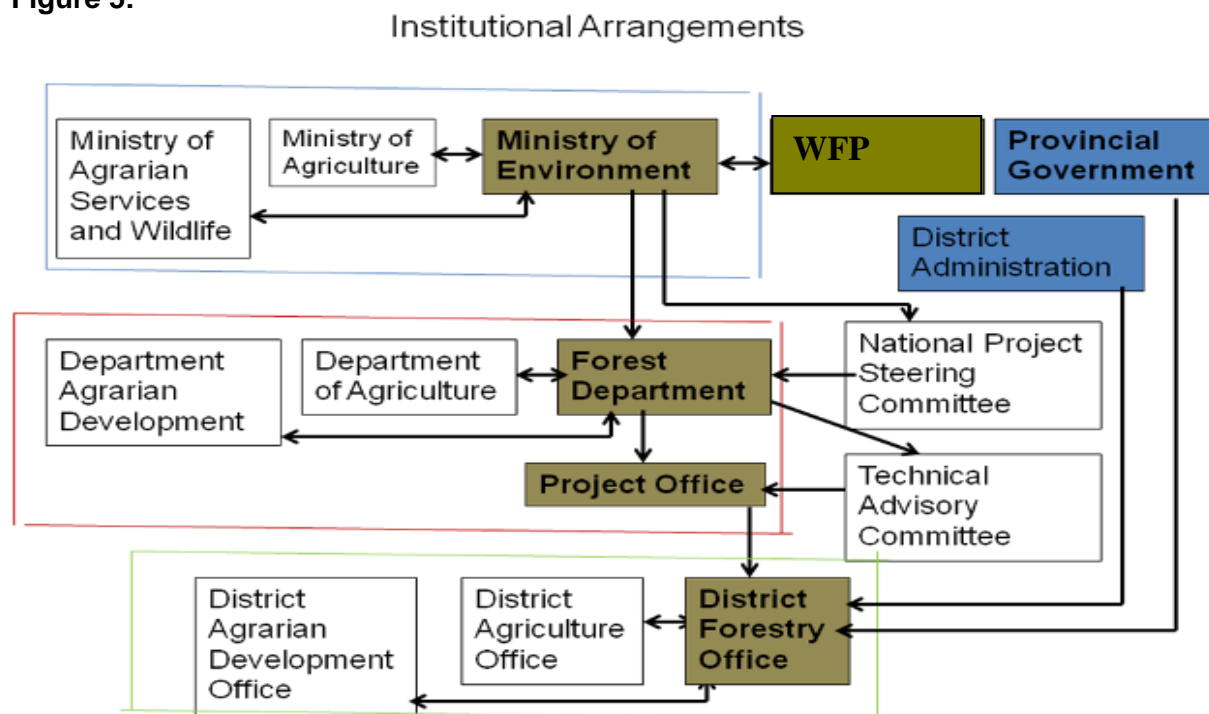 Figure 5:
Institutional Arrangements
Ministry of
Agrarian
Services
and Wildlife
Ministry of
Agriculture
Ministry of
Environment
WFP
Provincial
Government
District
Administration
Department
Agrarian
Development
Department
of Agriculture
Forest
Department
National Project
Steering
Committee
Project Office
Technical
Advisory
Committee
District
Agrarian
Development
Office
District
Agriculture
Office
District
Forestry
Office